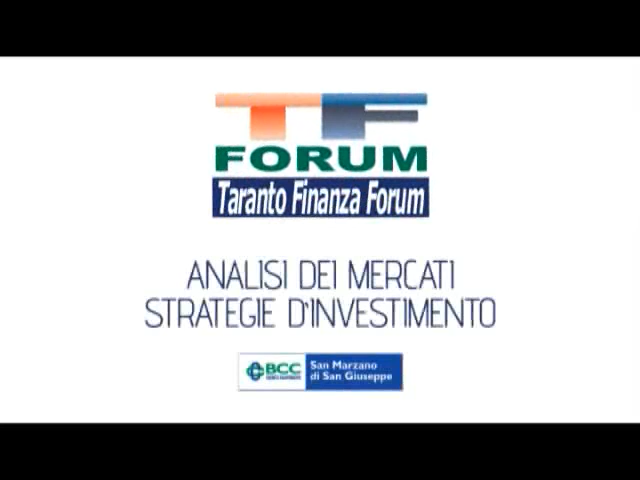 TF
FORUM
Taranto Finanza Forum
ANALISI DEI MERCATI
STRATEGIE D'INVESTIMENTO
BCC
San Marzano
di San Giuseppe